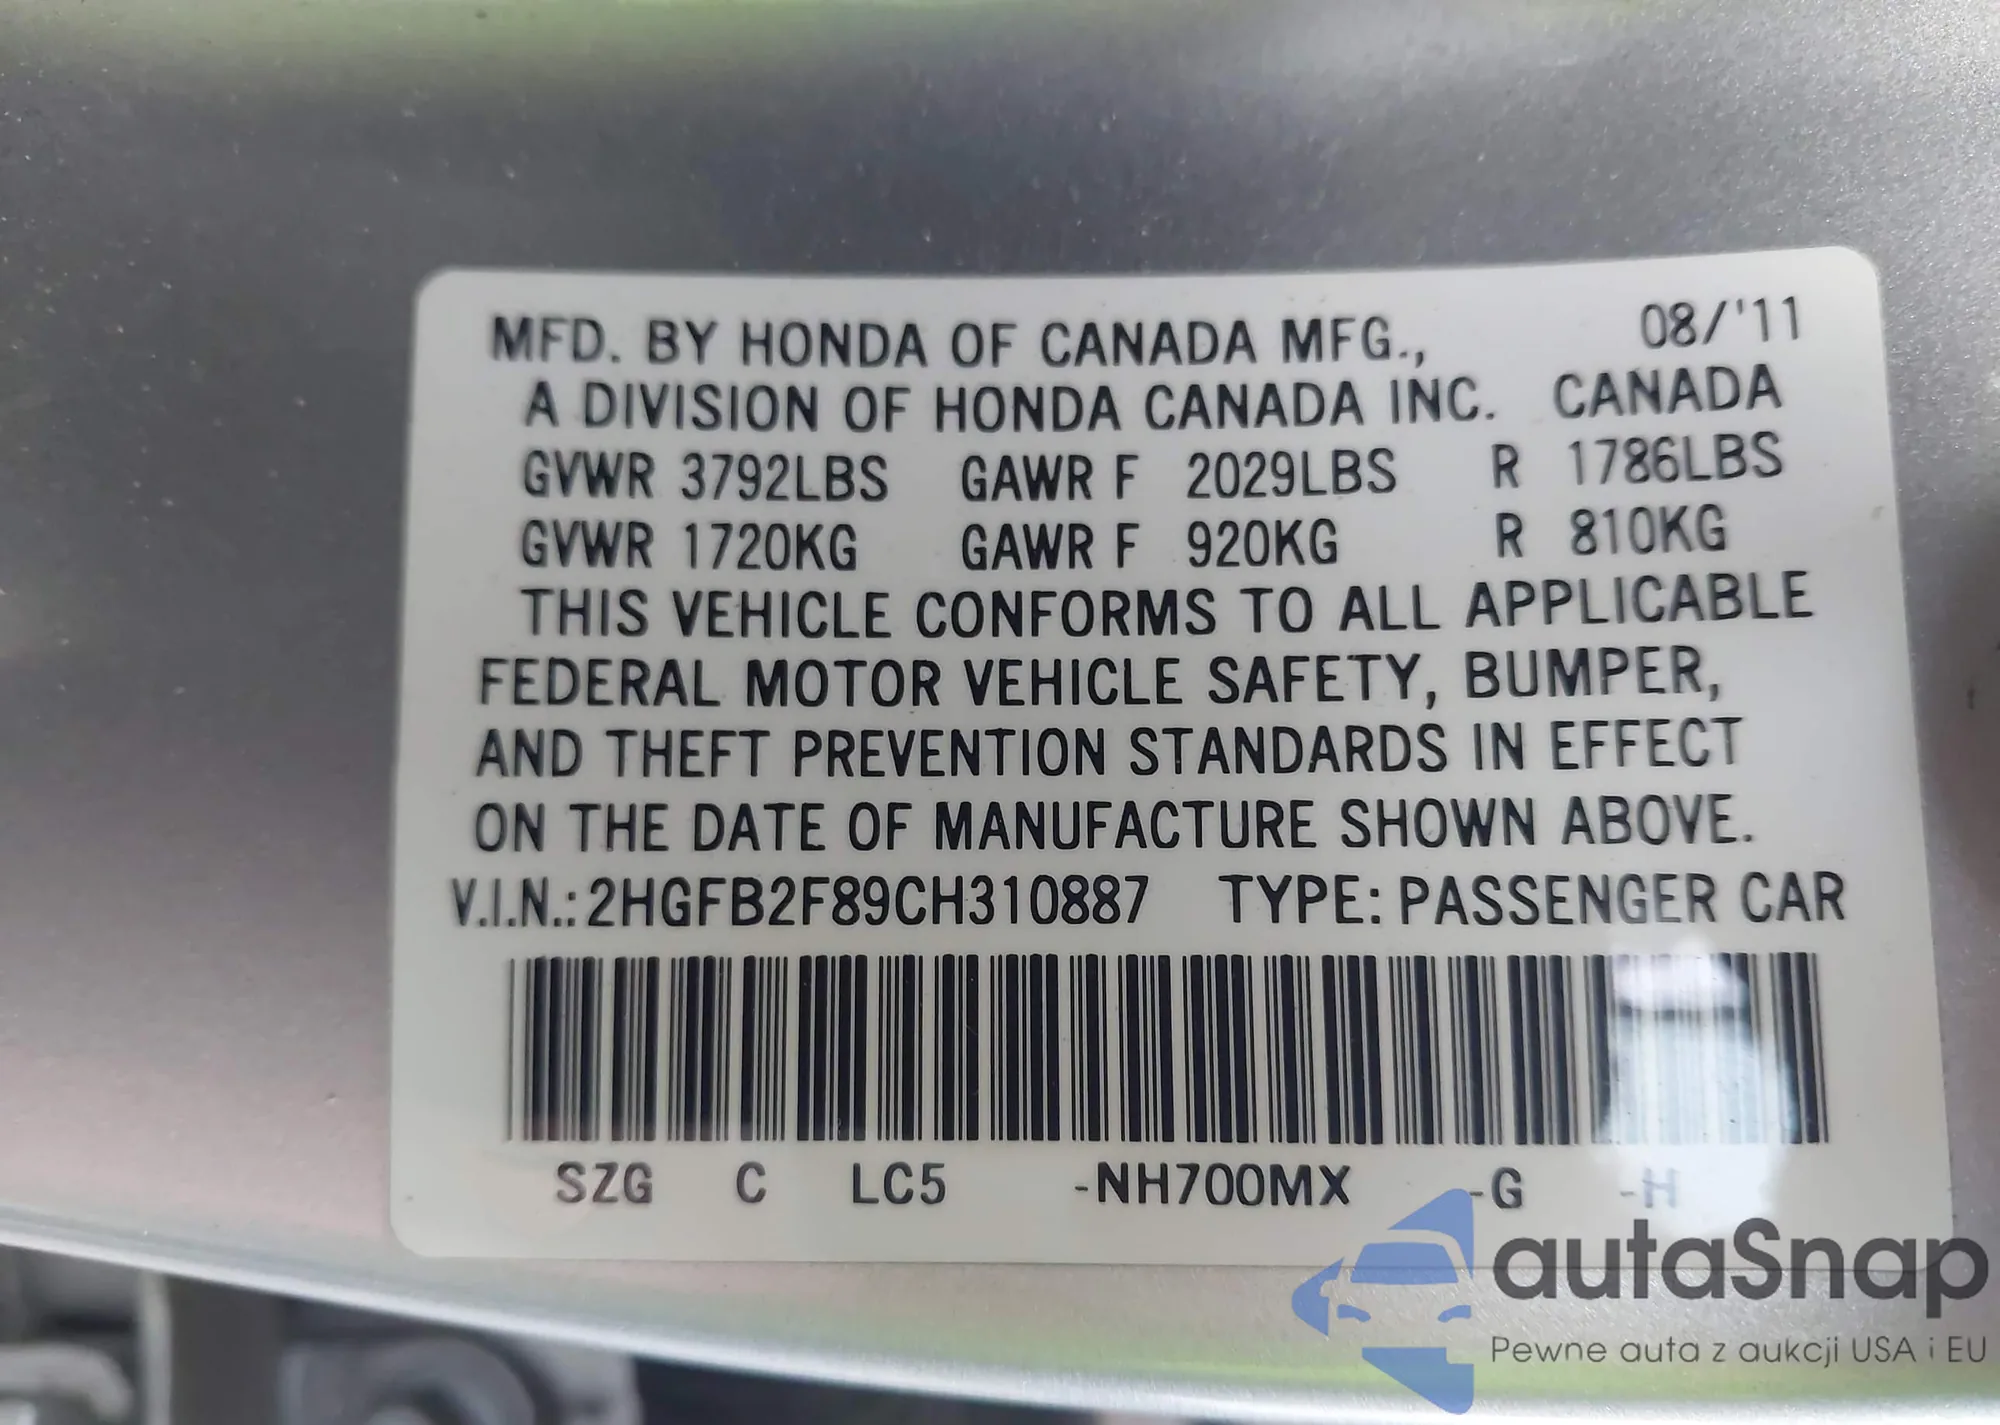 MFD. BY HONDA OF CANADA MFG., 08/'11
A DIVISION OF HONDA CANADA INC. CANADA
GVWR 3792LBS GAWR F 2029LBS R 1786LBS
GVWR 1720KG GAWR F 920KG R 810KG
THIS VEHICLE CONFORMS TO ALL APPLICABLE
FEDERAL MOTOR VEHICLE SAFETY, BUMPER,
AND THEFT PREVENTION STANDARDS IN EFFECT
ON THE DATE OF MANUFACTURE SHOWN ABOVE.
V.I.N.: 2HGFB2F89CH310887 TYPE: PASSENGER CAR
SZG C LC5 -NH700MX -G -H
autaSnap
Pewne auta z aukcji USA i EU